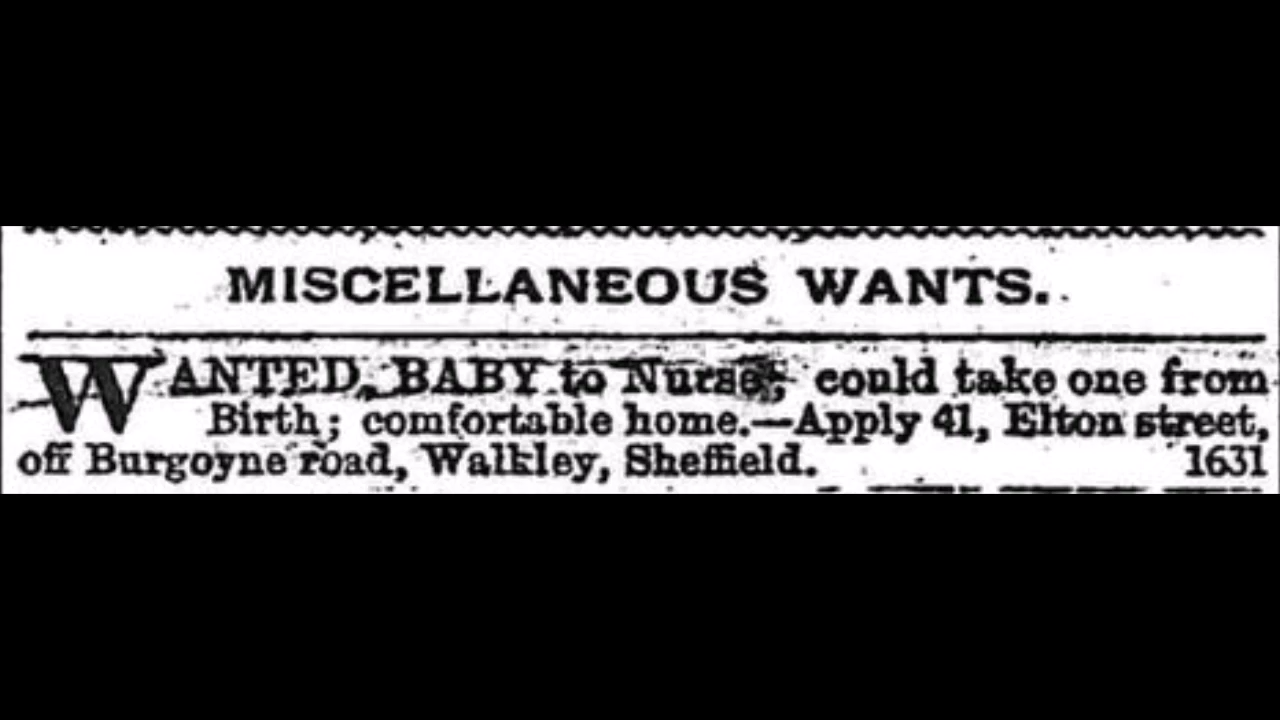 MISCELLANEOUS WANTS.
WANTED, BABY to Nurse; could take one from
Birth; comfortable home.—Apply 41, Elton street,
off Burgoyne road, Walkley, Sheffield. 1631